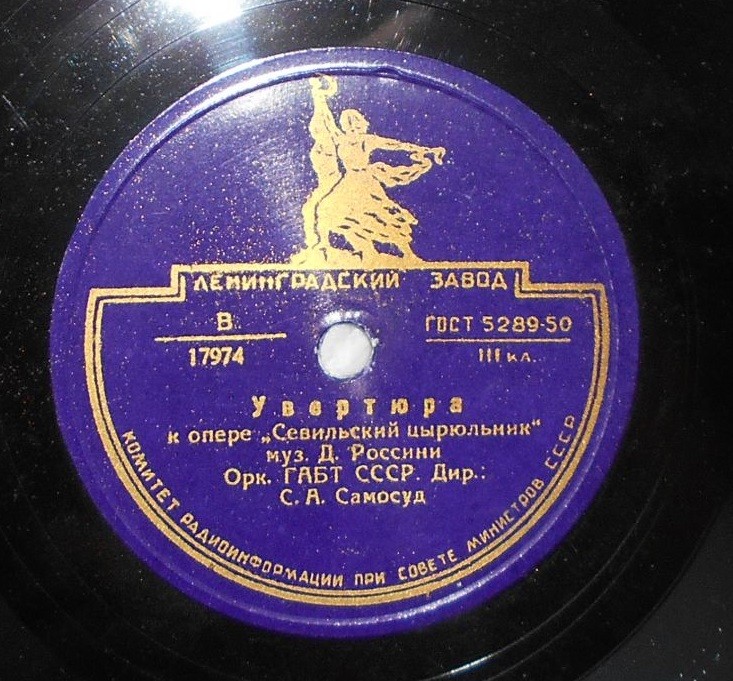 ЛЕНИНГРАДСКИЙ ЗАВОД
В
17974
ГОСТ 5289-50
III кл.
Увертюра
к опере „Севильский цырюльник“
муз. Д. Россини
Орк. ГАБТ СССР. Дир.:
С. А. Самосуд
КОМИТЕТ РАДИОИНФОРМАЦИИ ПРИ СОВЕТЕ МИНИСТРОВ СССР